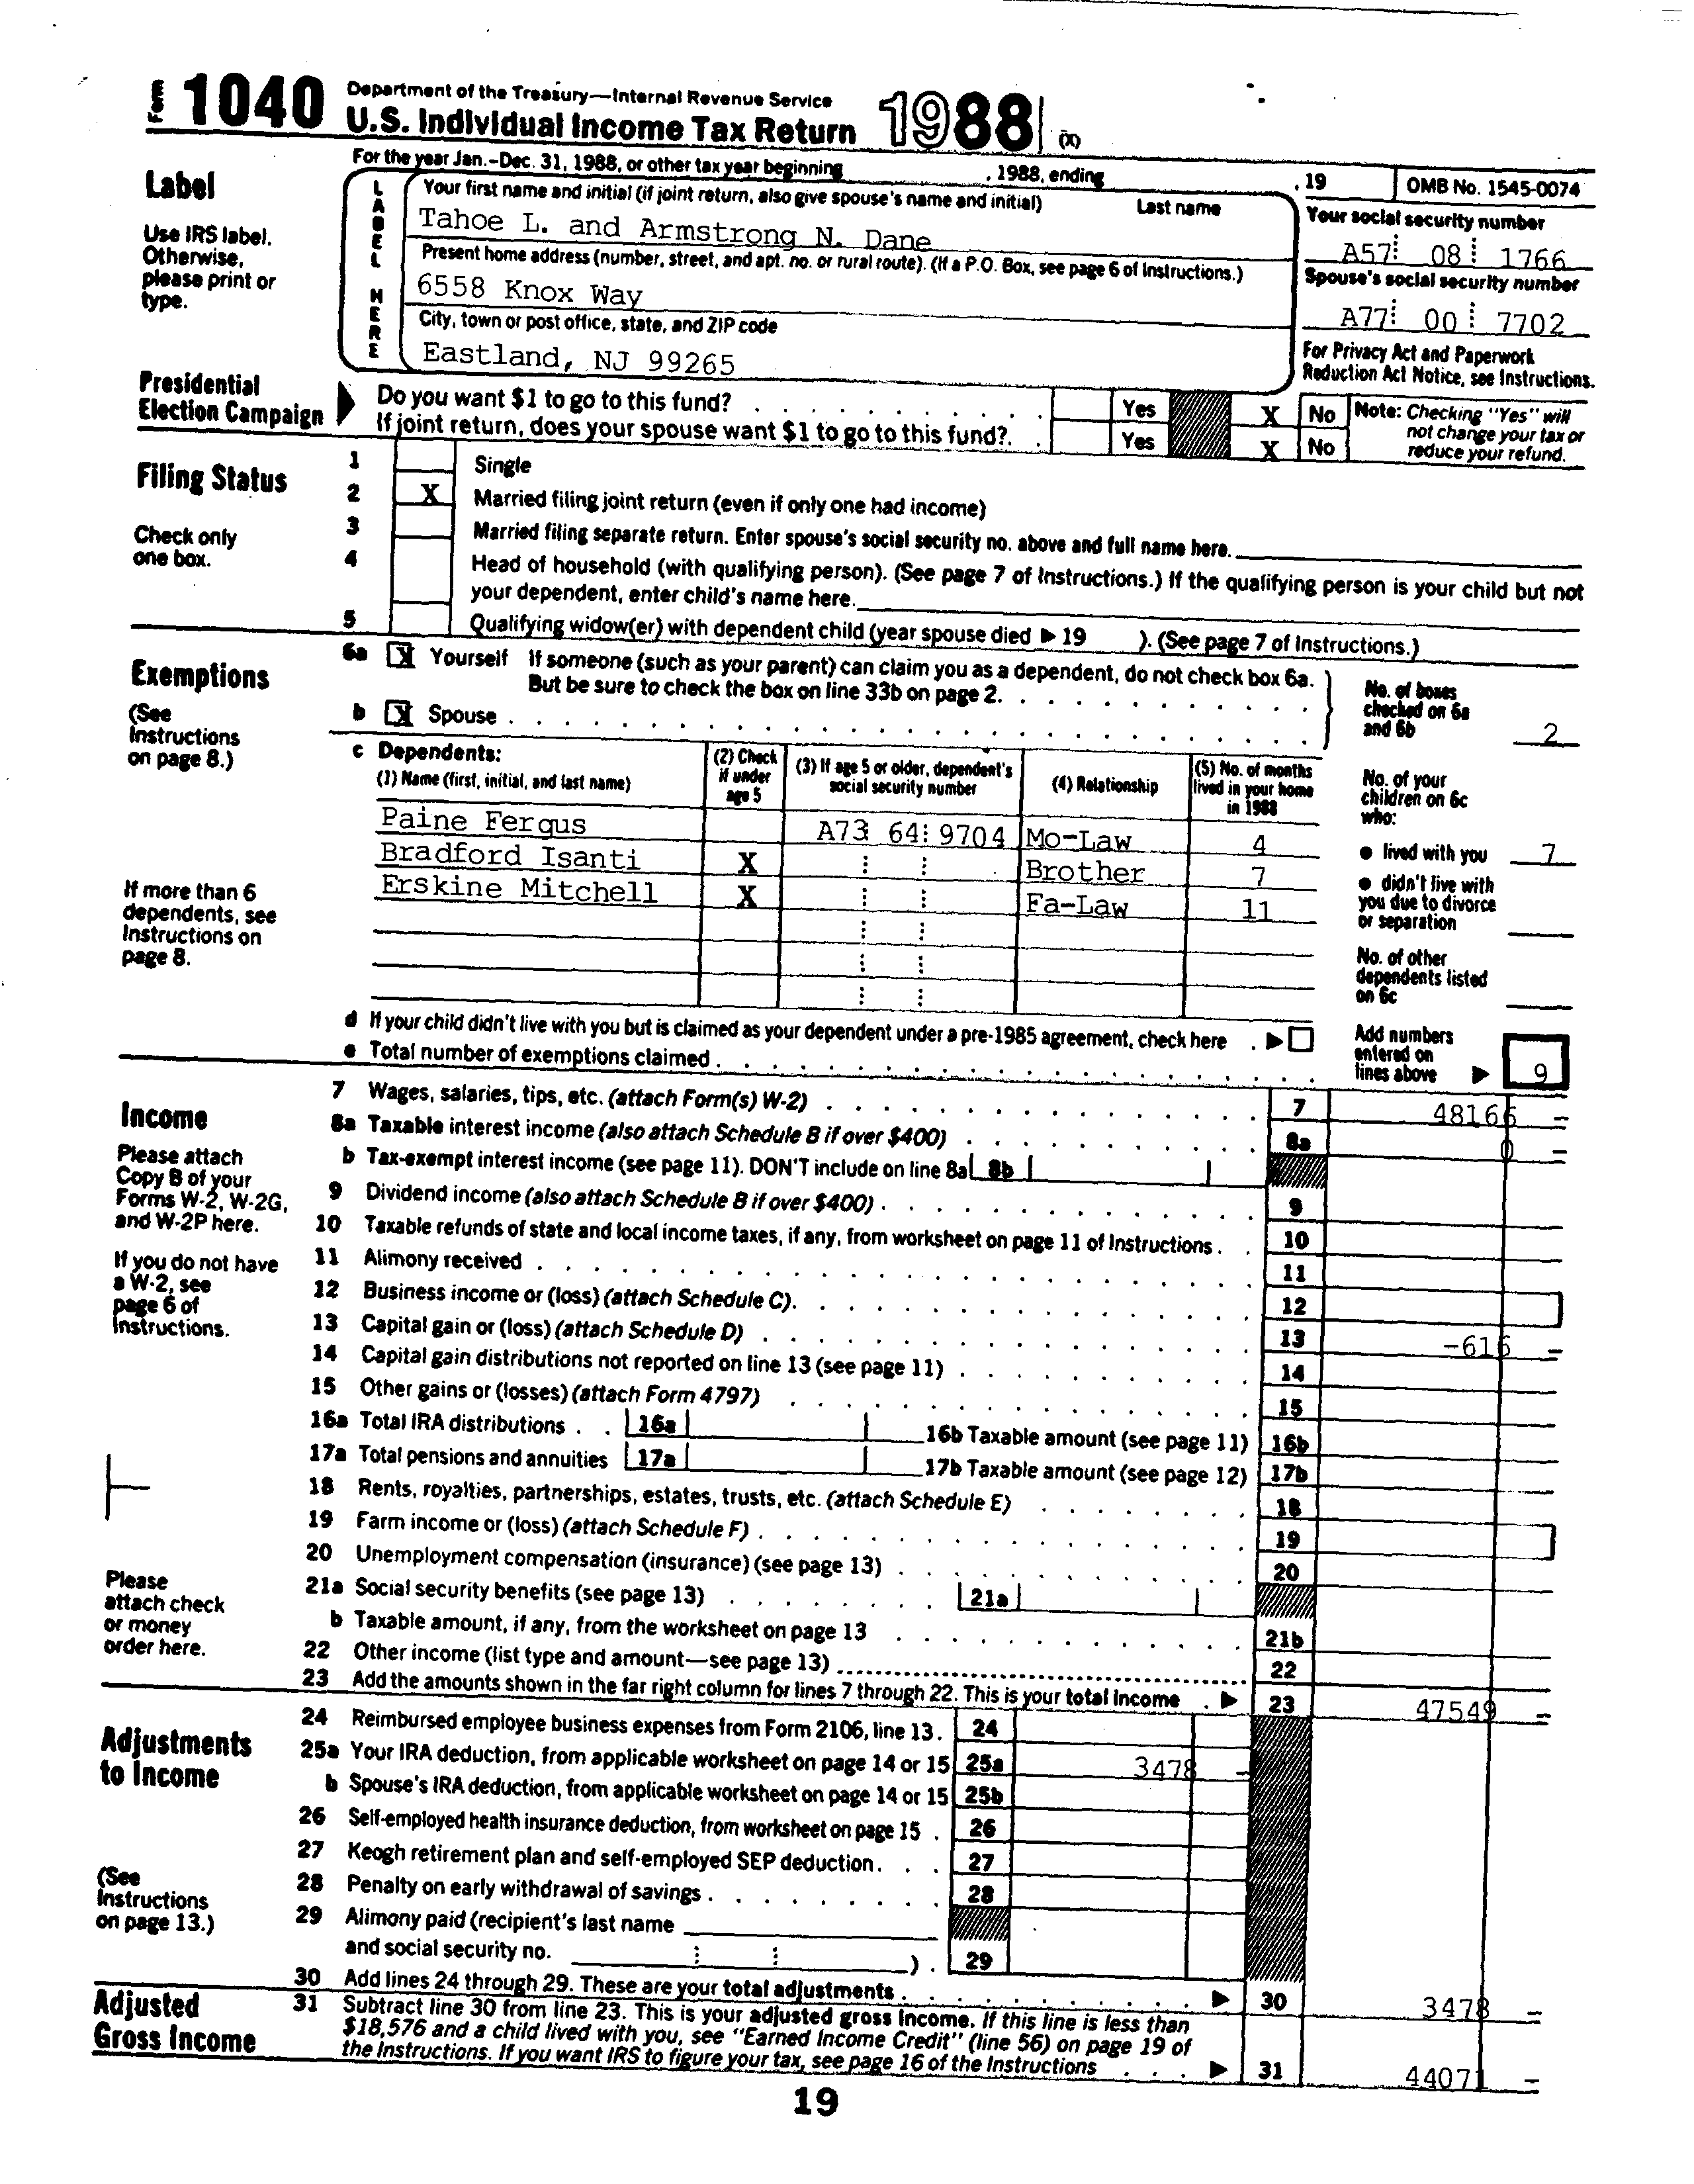 Form 1040 Department of the Treasury—Internal Revenue Service
U.S. Individual Income Tax Return 1988 (X)
For the year Jan.-Dec. 31, 1988, or other tax year beginning , 1988, ending , 19 OMB No. 1545-0074
Label
Use IRS label.
Otherwise,
please print or
type.
LABEL HERE
Your first name and initial (if joint return, also give spouse's name and initial) Last name
Tahoe L. and Armstrong N. Dane
Present home address (number, street, and apt. no. or rural route). (If a P.O. Box, see page 6 of Instructions.)
6558 Knox Way
City, town or post office, state, and ZIP code
Eastland, NJ 99265
Your social security number
A57 08 1766
Spouse's social security number
A77 00 7702
For Privacy Act and Paperwork
Reduction Act Notice, see Instructions.
Presidential
Election Campaign
Do you want $1 to go to this fund? Yes X No
If joint return, does your spouse want $1 to go to this fund? Yes X No
Note: Checking "Yes" will
not change your tax or
reduce your refund.
Filing Status
Check only
one box.
1 Single
2 X Married filing joint return (even if only one had income)
3 Married filing separate return. Enter spouse's social security no. above and full name here.
4 Head of household (with qualifying person). (See page 7 of Instructions.) If the qualifying person is your child but not
your dependent, enter child's name here.
5 Qualifying widow(er) with dependent child (year spouse died ▶ 19 ). (See page 7 of Instructions.)
Exemptions
(See
Instructions
on page 8.)
If more than 6
dependents, see
Instructions on
page 8.
6a X Yourself If someone (such as your parent) can claim you as a dependent, do not check box 6a.
But be sure to check the box on line 33b on page 2.
b X Spouse
No. of boxes
checked on 6a
and 6b 2
c Dependents:
(1) Name (first, initial, and last name)
(2) Check
if under
age 5
(3) If age 5 or older, dependent's
social security number
(4) Relationship
(5) No. of months
lived in your home
in 1988
Paine Fergus A73 64 9704 Mo-Law 4
Bradford Isanti X Brother 7
Erskine Mitchell X Fa-Law 11
No. of your
children on 6c
who:
● lived with you 7
● didn't live with
you due to divorce
or separation
No. of other
dependents listed
on 6c
d If your child didn't live with you but is claimed as your dependent under a pre-1985 agreement, check here ▶
e Total number of exemptions claimed
Add numbers
entered on
lines above ▶ 9
Income
Please attach
Copy B of your
Forms W-2, W-2G,
and W-2P here.
If you do not have
a W-2, see
page 6 of
Instructions.
Please
attach check
or money
order here.
7 Wages, salaries, tips, etc. (attach Form(s) W-2) 7 48166 -
8a Taxable interest income (also attach Schedule B if over $400) 8a 0 -
b Tax-exempt interest income (see page 11). DON'T include on line 8a 8b
9 Dividend income (also attach Schedule B if over $400) 9
10 Taxable refunds of state and local income taxes, if any, from worksheet on page 11 of Instructions 10
11 Alimony received 11
12 Business income or (loss) (attach Schedule C) 12
13 Capital gain or (loss) (attach Schedule D) 13 -616 -
14 Capital gain distributions not reported on line 13 (see page 11) 14
15 Other gains or (losses) (attach Form 4797) 15
16a Total IRA distributions 16a 16b Taxable amount (see page 11) 16b
17a Total pensions and annuities 17a 17b Taxable amount (see page 12) 17b
18 Rents, royalties, partnerships, estates, trusts, etc. (attach Schedule E) 18
19 Farm income or (loss) (attach Schedule F) 19
20 Unemployment compensation (insurance) (see page 13) 20
21a Social security benefits (see page 13) 21a
b Taxable amount, if any, from the worksheet on page 13 21b
22 Other income (list type and amount—see page 13) 22
23 Add the amounts shown in the far right column for lines 7 through 22. This is your total income ▶ 23 47549 -
Adjustments
to Income
(See
Instructions
on page 13.)
24 Reimbursed employee business expenses from Form 2106, line 13. 24
25a Your IRA deduction, from applicable worksheet on page 14 or 15 25a 3478 -
b Spouse's IRA deduction, from applicable worksheet on page 14 or 15 25b
26 Self-employed health insurance deduction, from worksheet on page 15 26
27 Keogh retirement plan and self-employed SEP deduction 27
28 Penalty on early withdrawal of savings 28
29 Alimony paid (recipient's last name
and social security no. ) 29
30 Add lines 24 through 29. These are your total adjustments ▶ 30 3478 -
Adjusted
Gross Income
31 Subtract line 30 from line 23. This is your adjusted gross income. If this line is less than
$18,576 and a child lived with you, see "Earned Income Credit" (line 56) on page 19 of
the Instructions. If you want IRS to figure your tax, see page 16 of the Instructions ▶ 31 44071 -
19